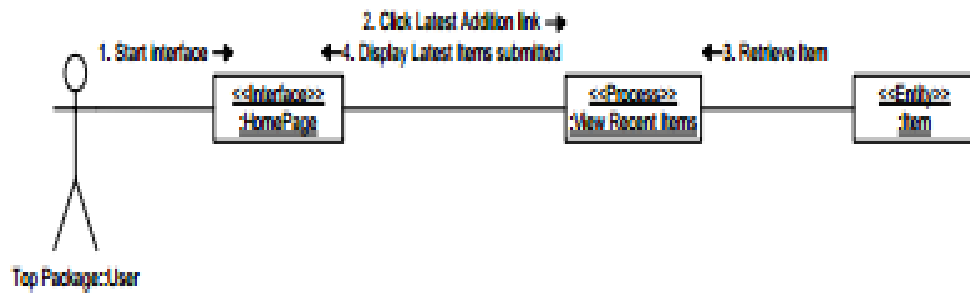 2. Click Latest Addition link →
1. Start interface →
←4. Display Latest Items submitted
←3. Retrieve Item
<<Interface>>
:HomePage
<<Process>>
:View Recent Items
<<Entity>>
:Item
Top Package::User